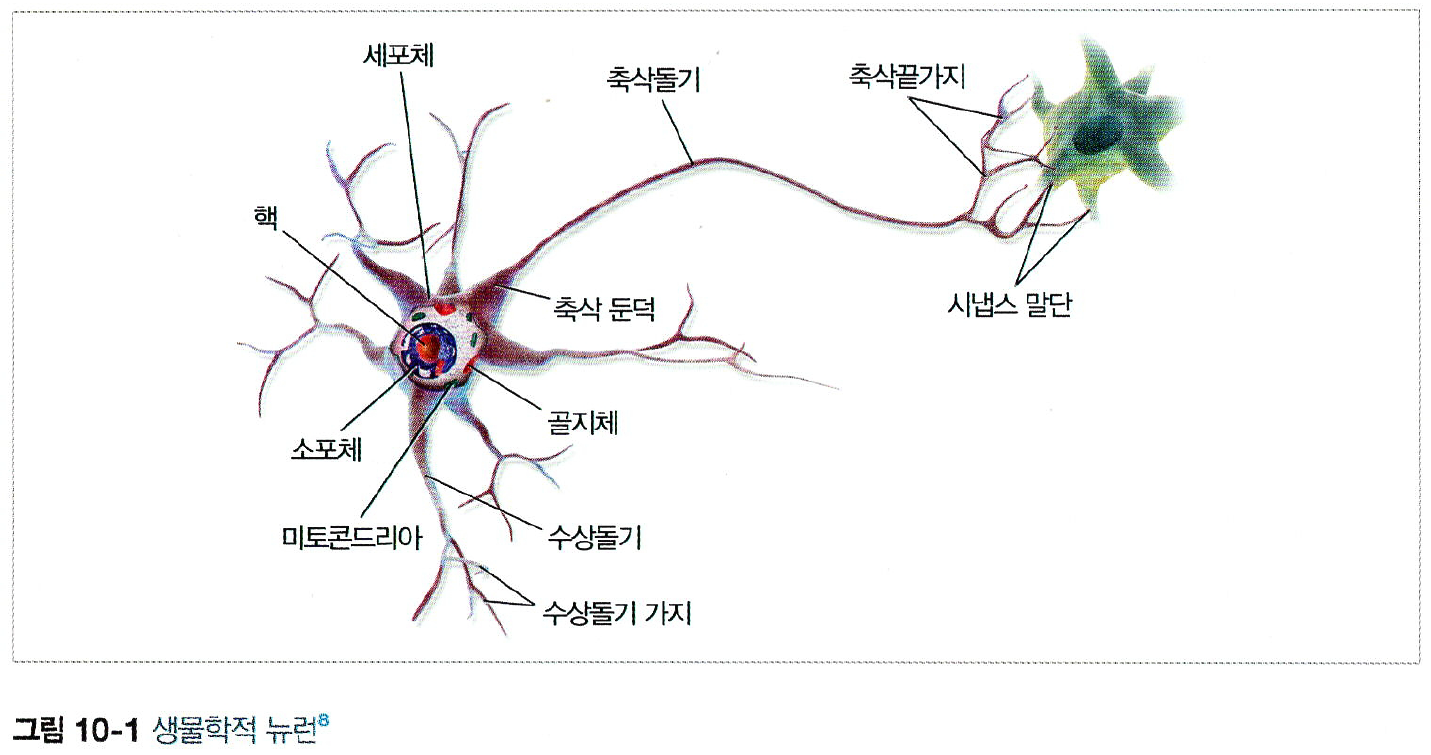 세포체
축삭돌기
축삭끝가지
핵
축삭 둔덕
시냅스 말단
골지체
소포체
미토콘드리아
수상돌기
수상돌기 가지
그림 10-1 생물학적 뉴런8